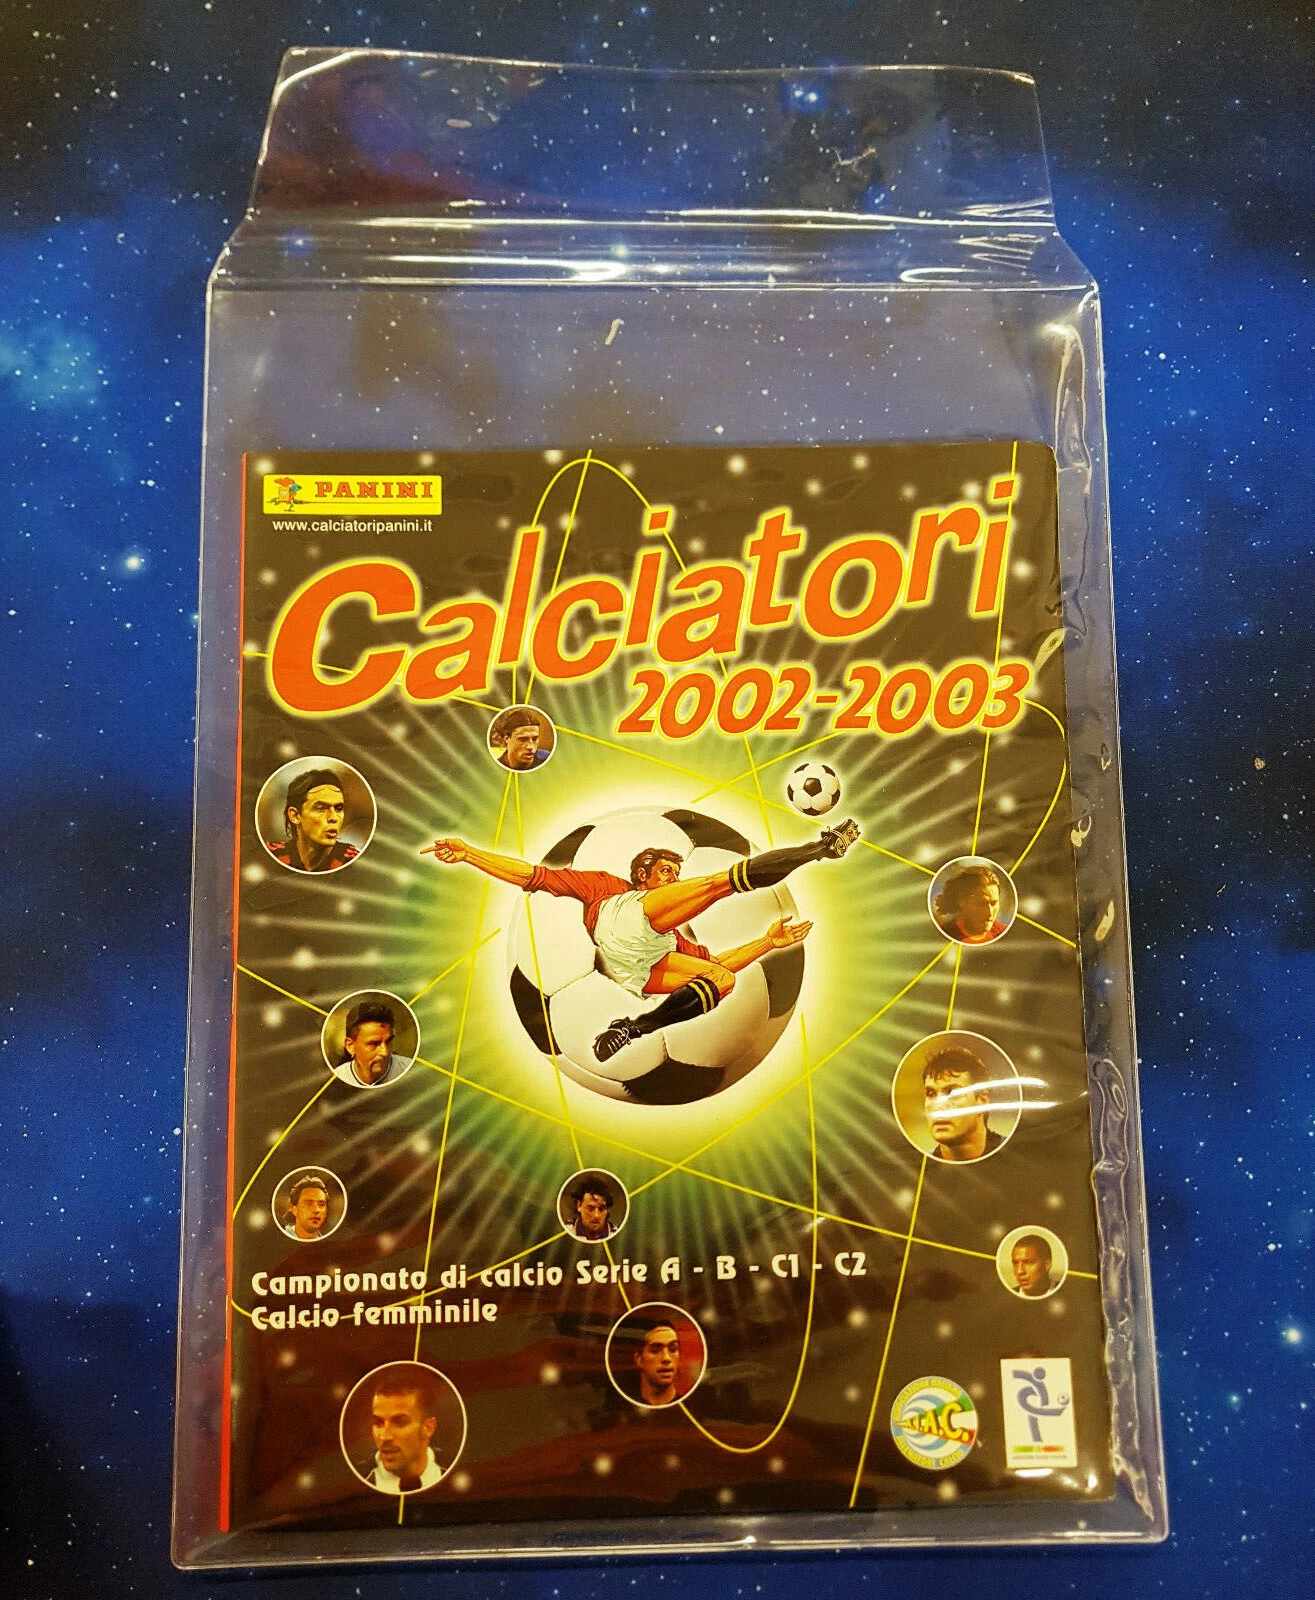 PANINI
www.calciatoripanini.it
Calciatori
2002-2003
Campionato di calcio Serie A - B - C1 - C2
Calcio femminile
A.I.A.C.